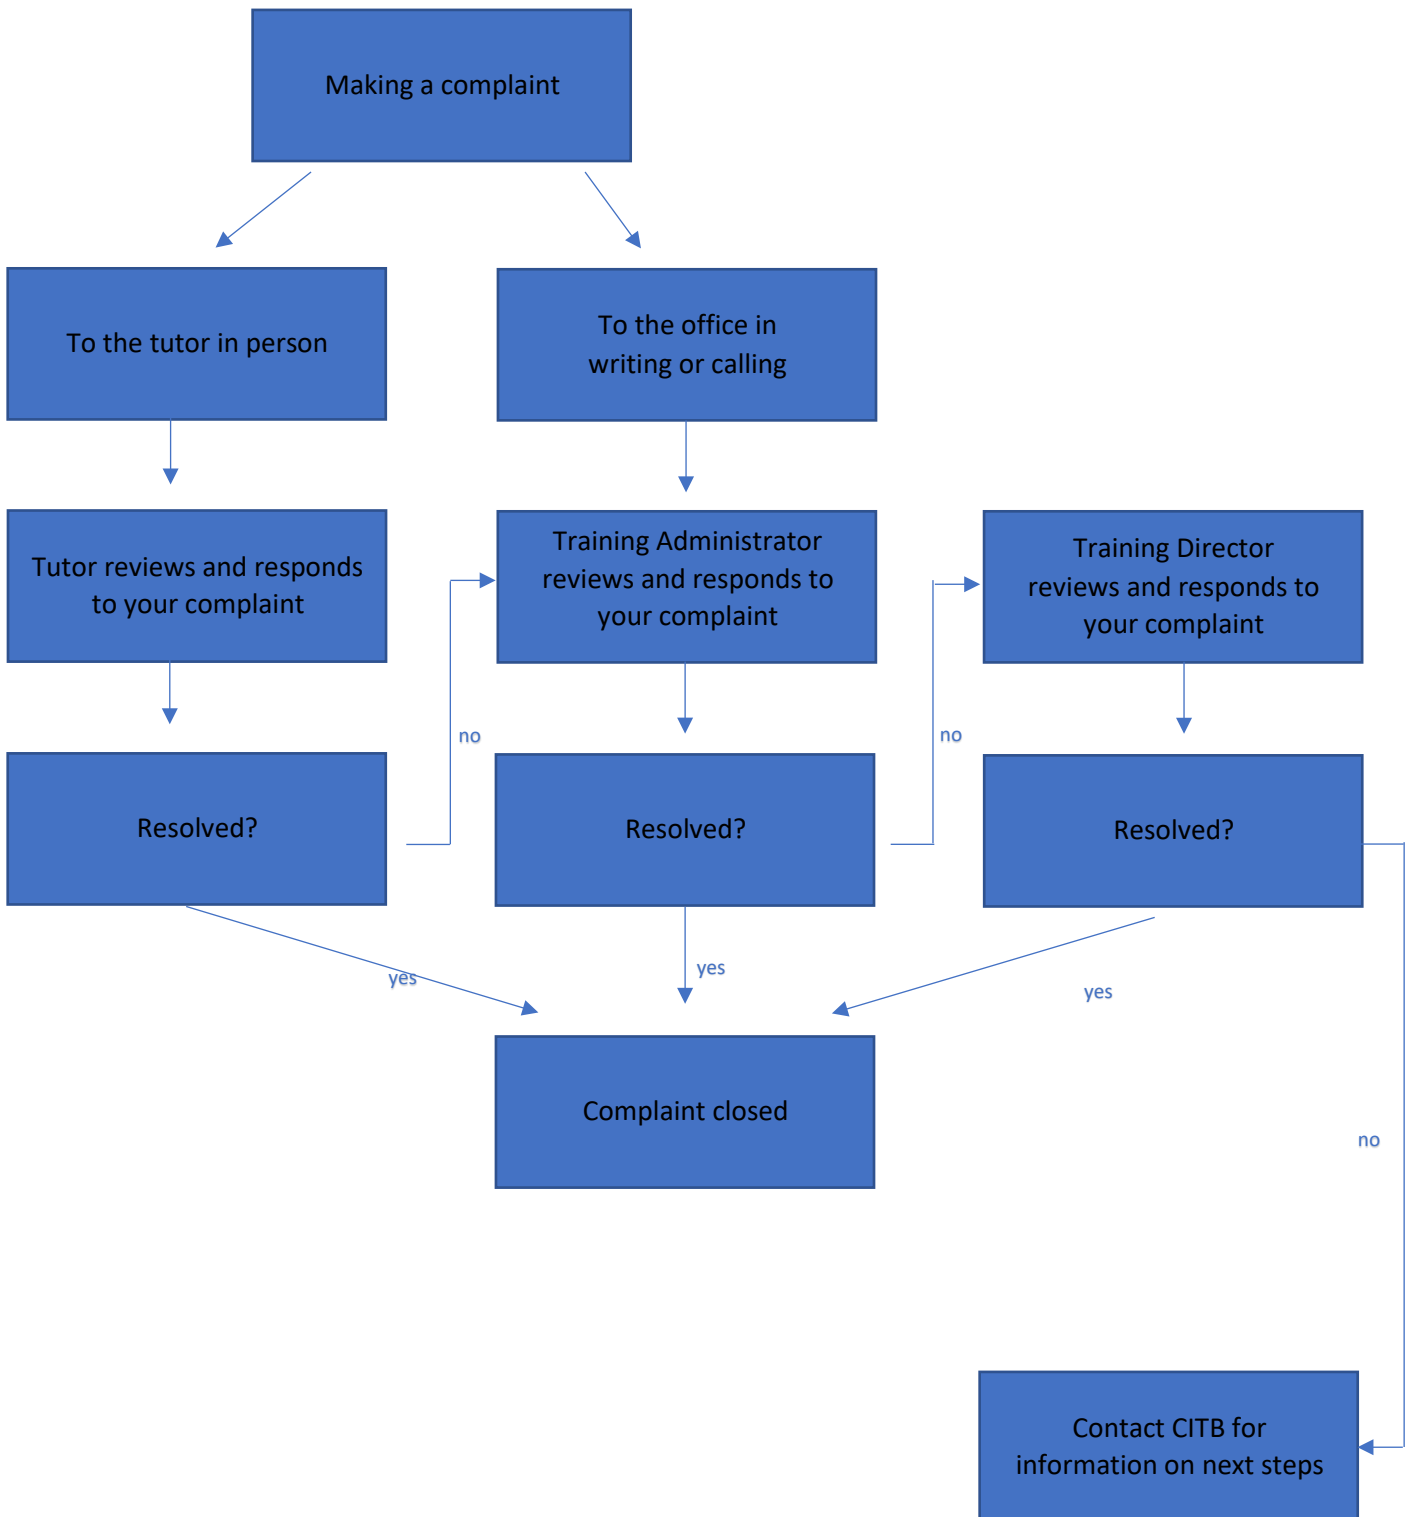 Making a complaint
To the tutor in person
To the office in
writing or calling
Tutor reviews and responds
to your complaint
Training Administrator
reviews and responds to
your complaint
Training Director
reviews and responds to
your complaint
no
no
Resolved?
Resolved?
Resolved?
yes
yes
yes
Complaint closed
no
Contact CITB for
information on next steps